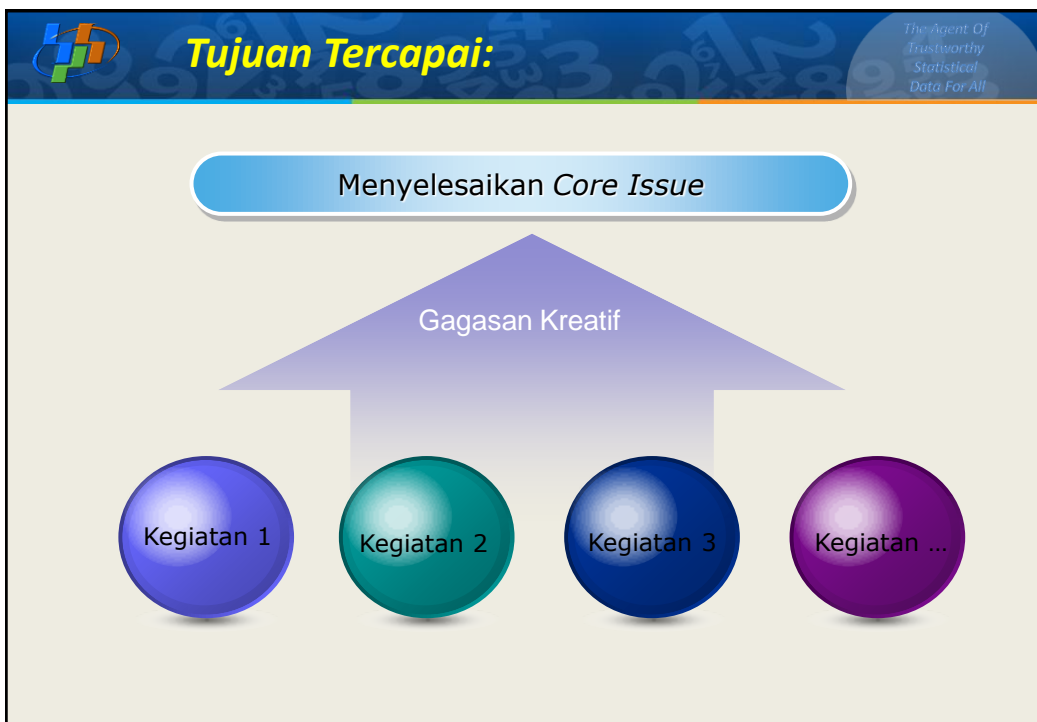 Tujuan Tercapai:
The Agent Of
Trustworthy
Statistical
Data For All
Menyelesaikan Core Issue
Gagasan Kreatif
Kegiatan 1
Kegiatan 2
Kegiatan 3
Kegiatan ...